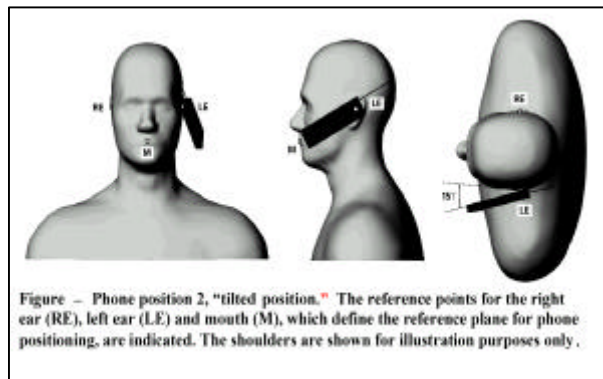 RE
LE
M
LE
M
RE
15°
LE
Figure – Phone position 2, “tilted position.” The reference points for the right
ear (RE), left ear (LE) and mouth (M), which define the reference plane for phone
positioning, are indicated. The shoulders are shown for illustration purposes only.